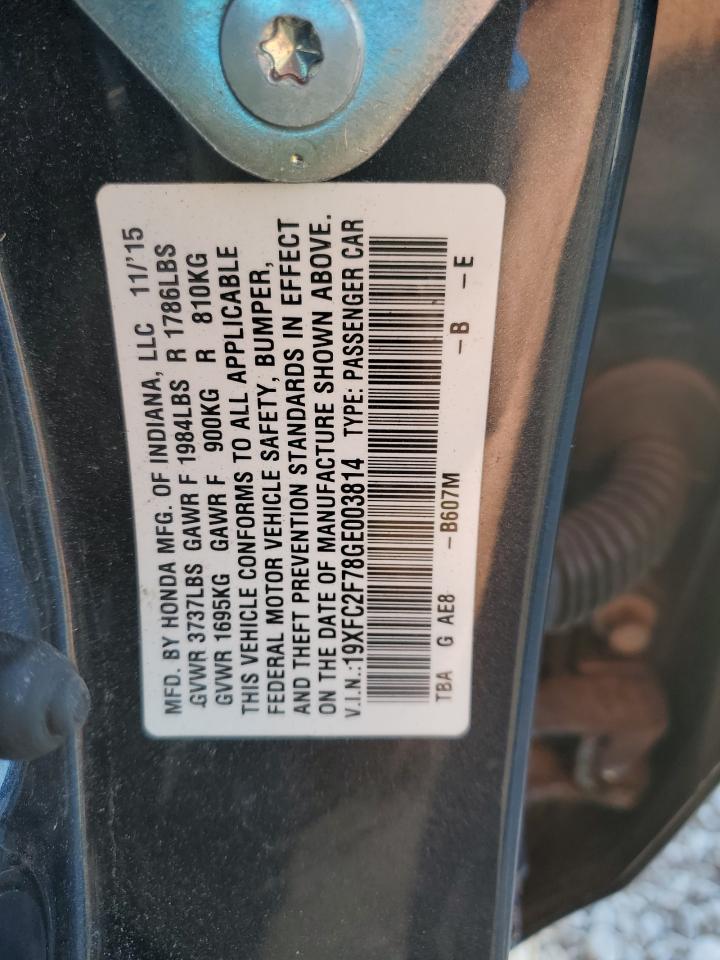 MFD. BY HONDA MFG. OF INDIANA, LLC 11/'15
GVWR 3737LBS GAWR F 1984LBS R 1786LBS
GVWR 1695KG GAWR F 900KG R 810KG
THIS VEHICLE CONFORMS TO ALL APPLICABLE
FEDERAL MOTOR VEHICLE SAFETY, BUMPER,
AND THEFT PREVENTION STANDARDS IN EFFECT
ON THE DATE OF MANUFACTURE SHOWN ABOVE.
V.I.N.:19XFC2F78GE003814 TYPE: PASSENGER CAR
TBA G AE8 -B607M -B -E